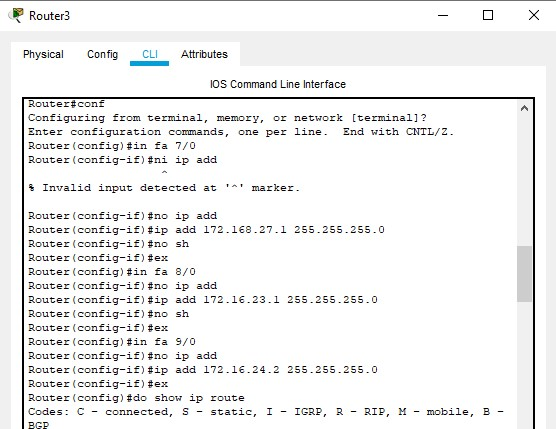 Router3
Physical Config CLI Attributes
IOS Command Line Interface
Router#conf
Configuring from terminal, memory, or network [terminal]?
Enter configuration commands, one per line.  End with CNTL/Z.
Router(config)#in fa 7/0
Router(config-if)#ni ip add
^
% Invalid input detected at '^' marker.
Router(config-if)#no ip add
Router(config-if)#ip add 172.168.27.1 255.255.255.0
Router(config-if)#no sh
Router(config-if)#ex
Router(config)#in fa 8/0
Router(config-if)#no ip add
Router(config-if)#ip add 172.16.23.1 255.255.255.0
Router(config-if)#no sh
Router(config-if)#ex
Router(config)#in fa 9/0
Router(config-if)#no ip add
Router(config-if)#ip add 172.16.24.2 255.255.255.0
Router(config-if)#ex
Router(config)#do show ip route
Codes: C - connected, S - static, I - IGRP, R - RIP, M - mobile, B -
BGP